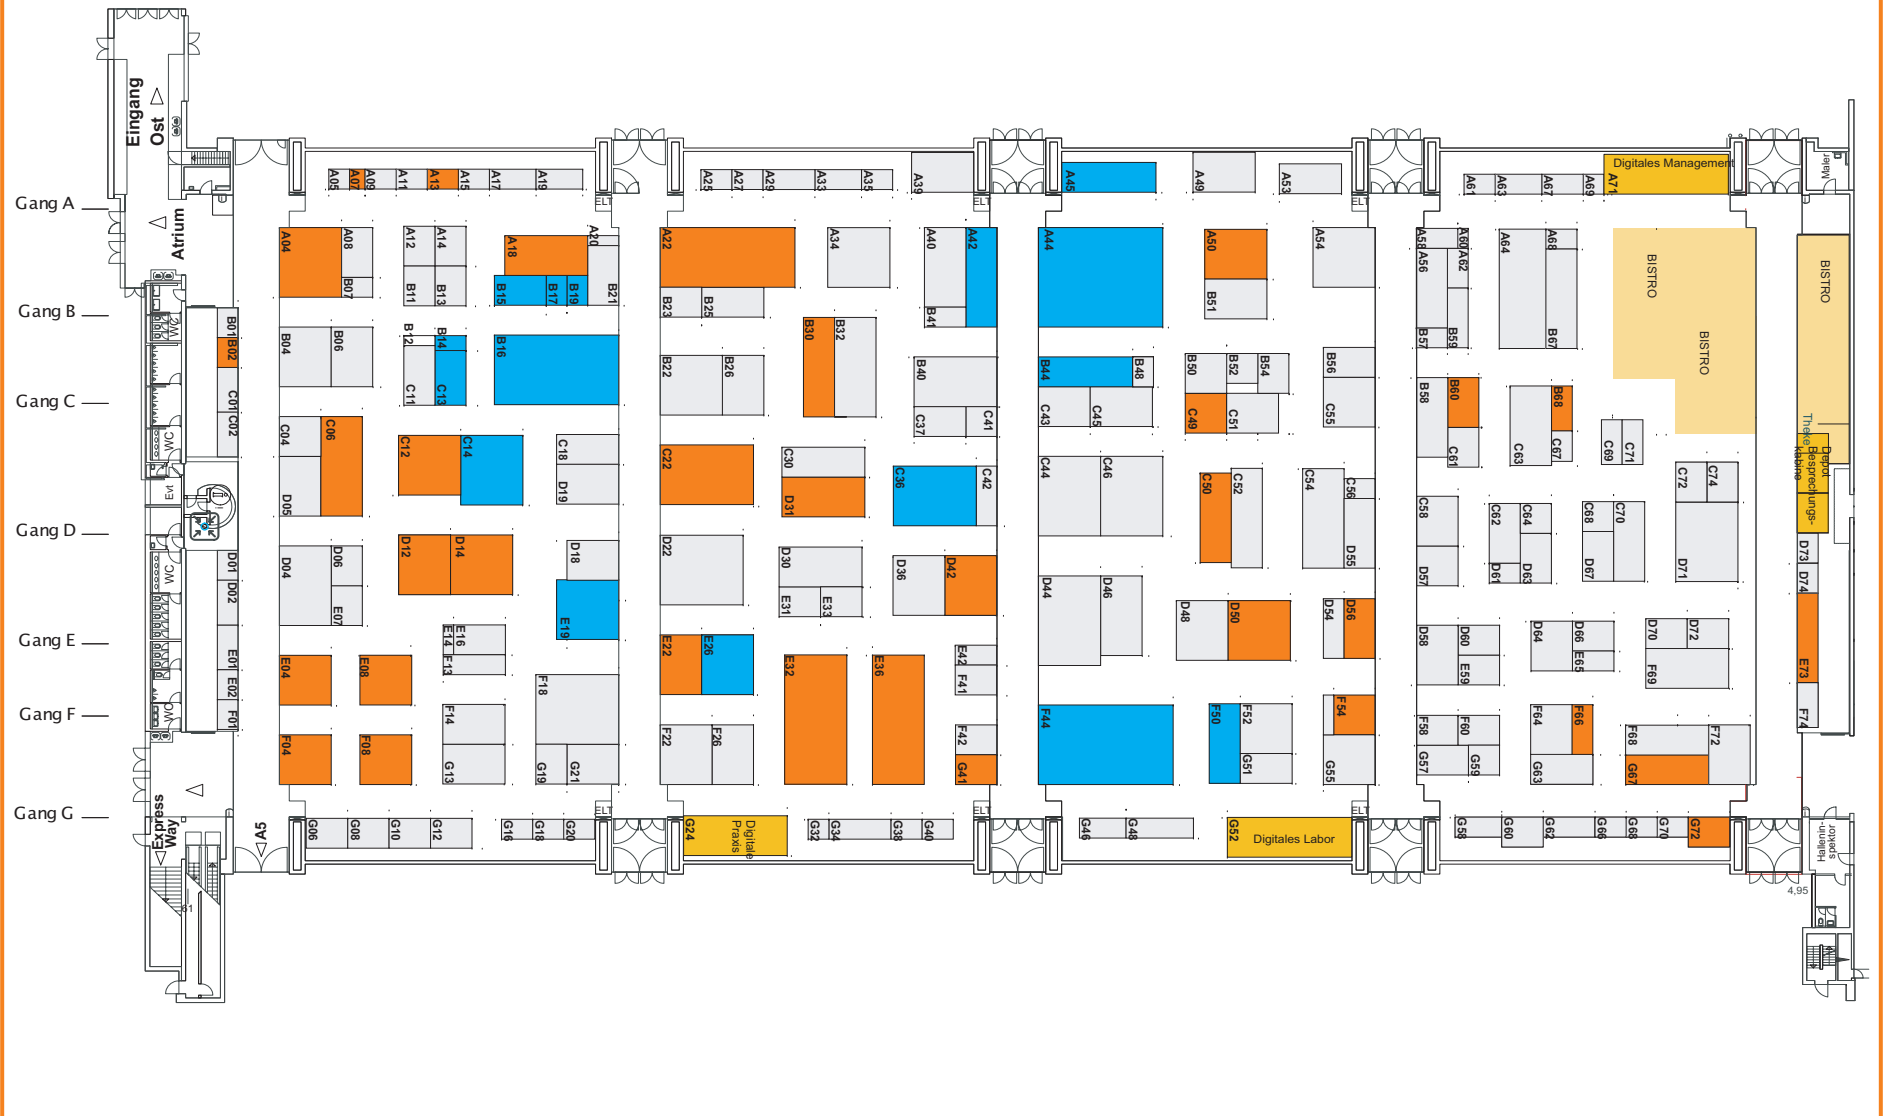 Eingang
Ost
Atrium
Gang A
Gang B
Gang C
Gang D
Gang E
Gang F
Gang G
Express
Way
A5
61
WC
WC
WC
WC
A05
A07
A09
A11
A13
A15
A17
A19
A25
A27
A29
A33
A35
A39
A45
A49
A53
A61
A63
A67
A69
A71
Digitales Management
Maler
ELT
ELT
ELT
A04
A08
B07
A12
A14
B11
B13
A18
A20
B15
B17
B19
B21
A22
B23
B25
A34
A40
A42
B41
A44
A50
B51
A54
A58
A56
A60
A62
B57
B59
A64
A68
B67
BISTRO
BISTRO
BISTRO
B01
B02
C01
C02
B04
B06
B12
B14
C11
C13
B16
B22
B26
B30
B32
B40
C37
C41
B44
B48
C43
C45
B50
B52
B54
C49
C51
B56
C55
B58
B60
C61
B68
C63
C67
C69
C71
Theke
Depot
Besprechungs-
kabine
C04
C06
D05
C12
C14
C18
D19
C22
C30
D31
C36
C42
C44
C46
C50
C52
C54
C56
D55
C58
D57
C62
C64
D61
D63
C68
C70
D67
C72
C74
D71
D01
D02
E01
E02
F01
D04
D06
E07
D12
D14
D18
E19
D22
D30
E31
E33
D36
D42
D44
D46
D48
D50
D54
D56
D58
D60
E59
D64
D66
E65
D70
D72
F69
D73
D74
E73
F74
E04
E08
E14
E16
F13
F18
E22
E26
E32
E36
E42
F41
F04
F08
F14
G13
G19
G21
F22
F26
F42
G41
F44
F50
F52
G51
F54
G55
F58
F60
G57
G59
F64
F66
G63
F68
F72
G67
ELT
ELT
ELT
G06
G08
G10
G12
G16
G18
G20
G24
Digitale
Praxis
G32
G34
G38
G40
G46
G48
G52
Digitales Labor
G58
G60
G62
G66
G68
G70
G72
Hallenin-
spektor
4,95